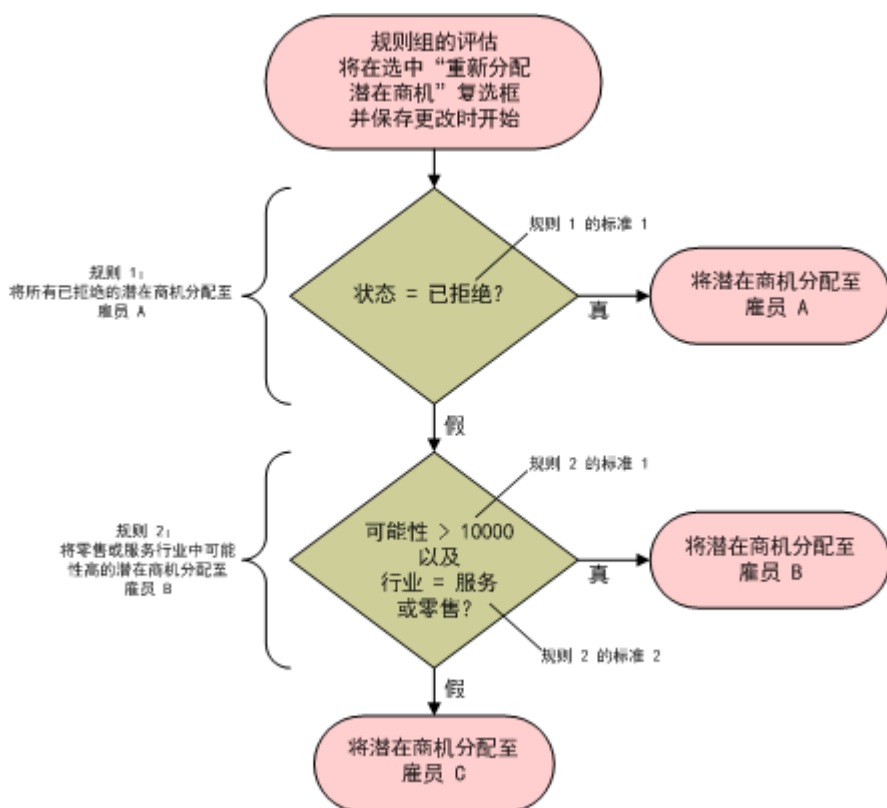 规则组的评估
将在选中“重新分配
潜在商机”复选框
并保存更改时开始
规则 1 的标准 1
规则 1:
将所有已拒绝的潜在商机分配至
雇员 A
状态 = 已拒绝?
真
将潜在商机分配至
雇员 A
假
规则 2 的标准 1
规则 2:
将零售或服务行业中可能
性高的潜在商机分配至
雇员 B
可能性 > 10000
以及
行业 = 服务
或零售?
真
将潜在商机分配至
雇员 B
规则 2 的标准 2
假
将潜在商机分配至
雇员 C